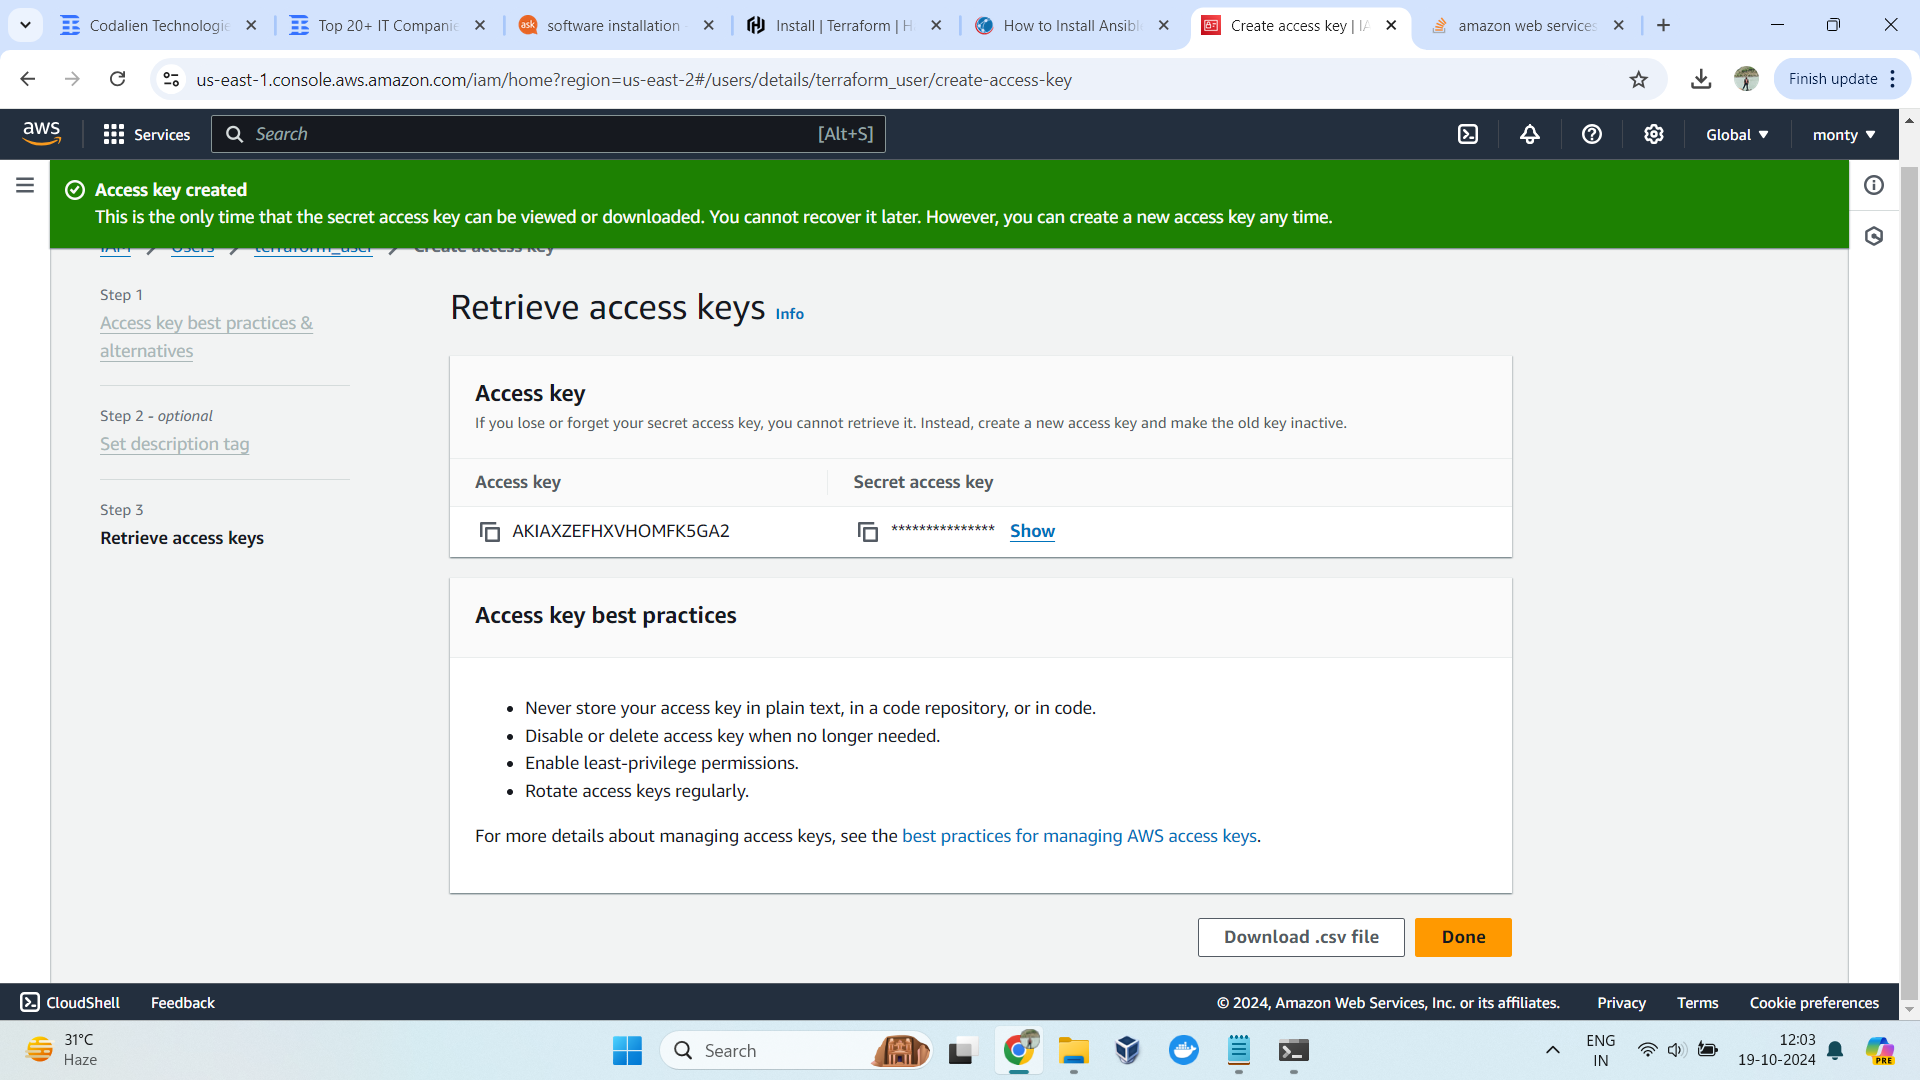 Codalien Technologie
Top 20+ IT Companie
ask
software installation
Install | Terraform | H
How to Install Ansibl
Create access key | IA
amazon web services
us-east-1.console.aws.amazon.com/iam/home?region=us-east-2#/users/details/terraform_user/create-access-key
Finish update
aws
Services
Search
[Alt+S]
Global
monty
Access key created
This is the only time that the secret access key can be viewed or downloaded. You cannot recover it later. However, you can create a new access key any time.
IAM
Users
terraform_user
Create access key
Step 1
Access key best practices &
alternatives
Step 2 - optional
Set description tag
Step 3
Retrieve access keys
Retrieve access keys Info
Access key
If you lose or forget your secret access key, you cannot retrieve it. Instead, create a new access key and make the old key inactive.
Access key
Secret access key
AKIAXZEFHXVHOMFK5GA2
*************** Show
Access key best practices
• Never store your access key in plain text, in a code repository, or in code.
• Disable or delete access key when no longer needed.
• Enable least-privilege permissions.
• Rotate access keys regularly.
For more details about managing access keys, see the best practices for managing AWS access keys.
Download .csv file
Done
CloudShell
Feedback
© 2024, Amazon Web Services, Inc. or its affiliates.
Privacy
Terms
Cookie preferences
31°C
Haze
Search
ENG
IN
12:03
19-10-2024
PRE